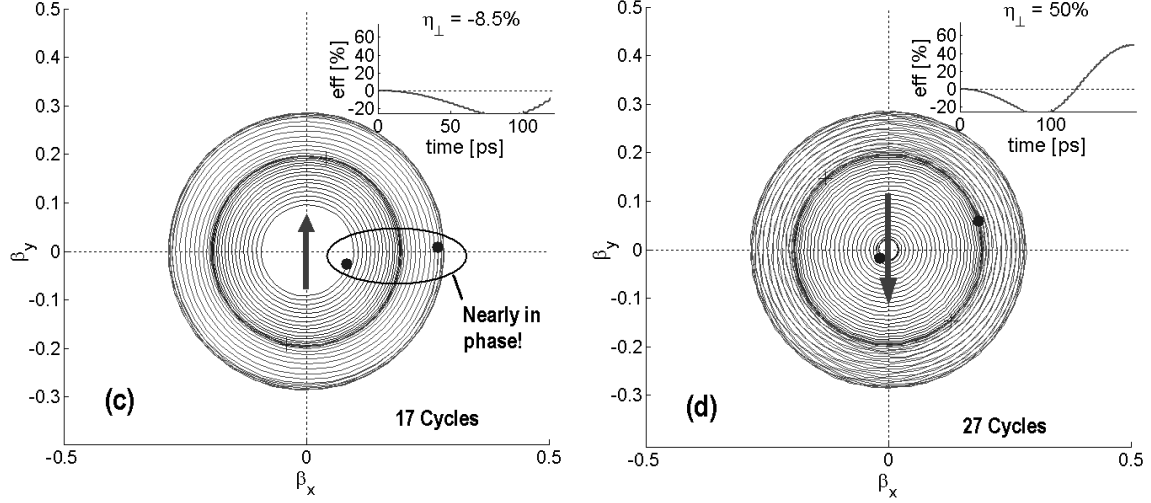 η⊥ = -8.5%
eff [%]
60
40
20
0
-20
0
50
100
time [ps]
0.5
0.4
0.3
0.2
0.1
0
-0.1
-0.2
-0.3
βy
Nearly in
phase!
(c)
17 Cycles
-0.5
0
0.5
βx
η⊥ = 50%
eff [%]
60
40
20
0
-20
0
100
time [ps]
0.5
0.4
0.3
0.2
0.1
0
-0.1
-0.2
-0.3
βy
(d)
27 Cycles
-0.5
0
0.5
βx